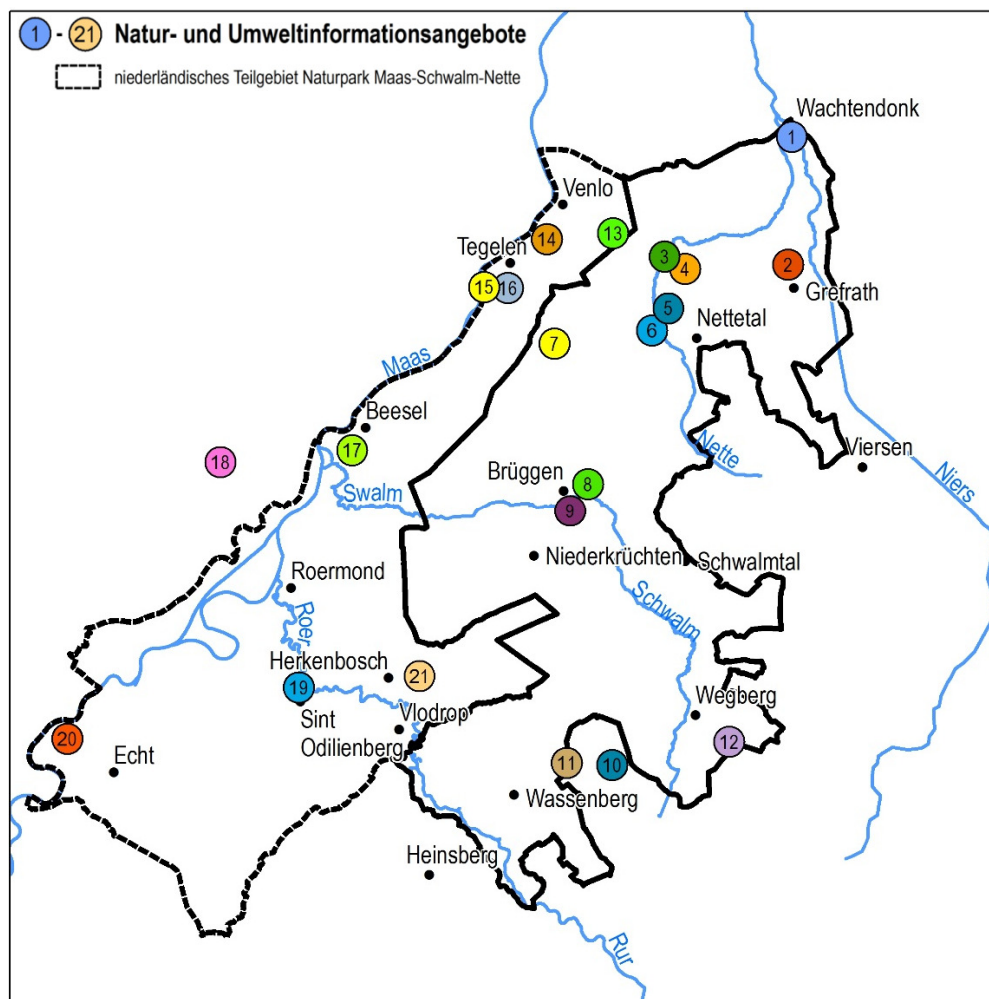 1 - 21 Natur- und Umweltinformationsangebote
niederländisches Teilgebiet Naturpark Maas-Schwalm-Nette
Wachtendonk
1
Venlo
14
13
Tegelen
3
4
2
15
16
Grefrath
5
6
Nettetal
7
Maas
Beesel
17
18
Viersen
Nette
Niers
Swalm
Brüggen
8
9
Niederkrüchten
Schwalmtal
Roermond
Schwalm
Roer
Herkenbosch
21
19
Sint
Odilienberg
Vlodrop
Wegberg
20
12
Echt
11
10
Wassenberg
Heinsberg
Rur